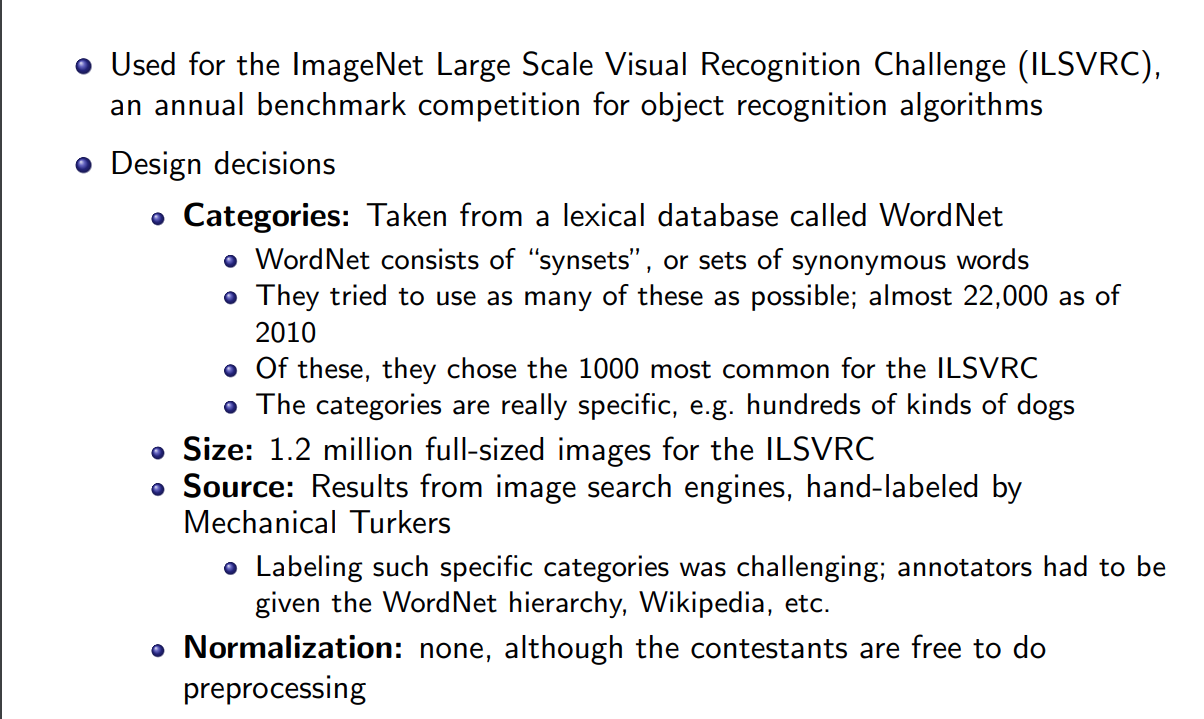 Used for the ImageNet Large Scale Visual Recognition Challenge (ILSVRC),
an annual benchmark competition for object recognition algorithms
Design decisions
Categories: Taken from a lexical database called WordNet
WordNet consists of “synsets”, or sets of synonymous words
They tried to use as many of these as possible; almost 22,000 as of
2010
Of these, they chose the 1000 most common for the ILSVRC
The categories are really specific, e.g. hundreds of kinds of dogs
Size: 1.2 million full-sized images for the ILSVRC
Source: Results from image search engines, hand-labeled by
Mechanical Turkers
Labeling such specific categories was challenging; annotators had to be
given the WordNet hierarchy, Wikipedia, etc.
Normalization: none, although the contestants are free to do
preprocessing